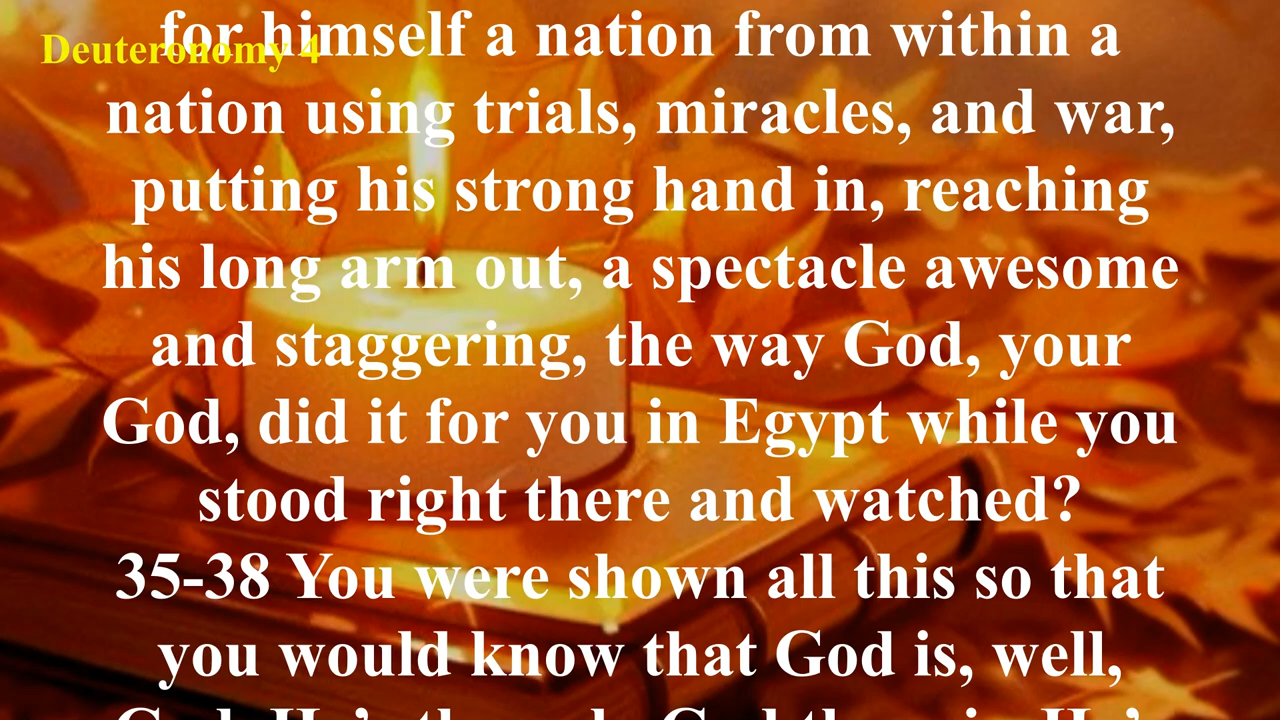 for himself a nation from within a
Deuteronomy 4
nation using trials, miracles, and war,
putting his strong hand in, reaching
his long arm out, a spectacle awesome
and staggering, the way God, your
God, did it for you in Egypt while you
stood right there and watched?
35-38 You were shown all this so that
you would know that God is, well,